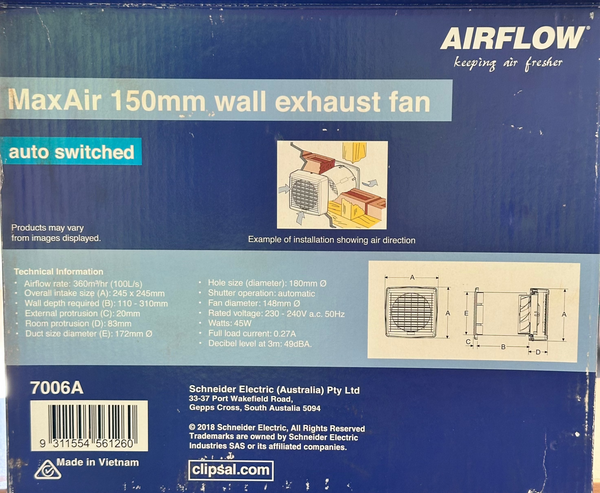 AIRFLOW®
keeping air fresher
MaxAir 150mm wall exhaust fan
auto switched
Products may vary
from images displayed.
Example of installation showing air direction
Technical Information
• Airflow rate: 360m³/hr (100L/s)
• Overall intake size (A): 245 x 245mm
• Wall depth required (B): 110 - 310mm
• External protrusion (C): 20mm
• Room protrusion (D): 83mm
• Duct size diameter (E): 172mm Ø
• Hole size (diameter): 180mm Ø
• Shutter operation: automatic
• Fan diameter: 148mm Ø
• Rated voltage: 230 - 240V a.c. 50Hz
• Watts: 45W
• Full load current: 0.27A
• Decibel level at 3m: 49dBA.
A
A
E
A
C
B
D
7006A
9 311554 561260
Made in Vietnam
Schneider Electric (Australia) Pty Ltd
33-37 Port Wakefield Road,
Gepps Cross, South Austalia 5094
© 2018 Schneider Electric, All Rights Reserved
Trademarks are owned by Schneider Electric
Industries SAS or its affiliated companies.
clipsal.com